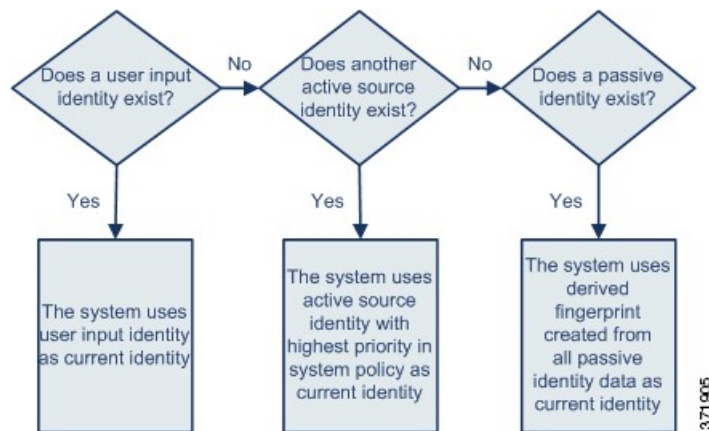 Does a user input
identity exist?
No
Does another
active source
identity exist?
No
Does a passive
identity exist?
Yes
Yes
Yes
The system uses
user input identity
as current identity
The system uses
active source
identity with
highest priority in
system policy as
current identity
The system uses
derived
fingerprint
created from
all passive
identity data as
current identity
371905